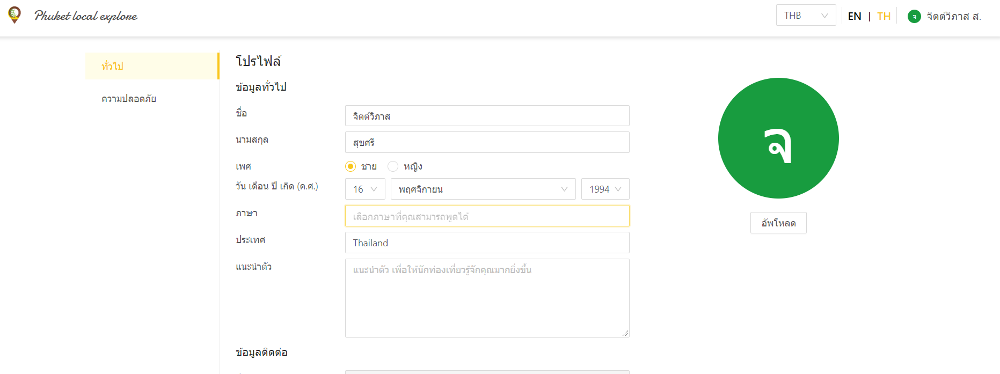 Phuket local explore
THB
EN | TH
จ
จิตต์วิภาส ส.
ทั่วไป
ความปลอดภัย
โปรไฟล์
ข้อมูลทั่วไป
ชื่อ
จิตต์วิภาส
นามสกุล
สุขศรี
เพศ
ชาย
หญิง
วัน เดือน ปี เกิด (ค.ศ.)
16
พฤศจิกายน
1994
ภาษา
เลือกภาษาที่คุณสามารถพูดได้
ประเทศ
Thailand
แนะนำตัว
แนะนำตัว เพื่อให้นักท่องเที่ยวรู้จักคุณมากยิ่งขึ้น
จ
อัพโหลด
ข้อมูลติดต่อ